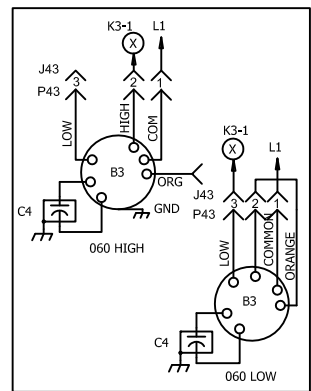 K3-1 L1
X
J43
P43
3 2 1
LOW HIGH COM
B3
ORG
C4
GND
060 HIGH
K3-1 L1
X
J43
P43
3 2 1
LOW COMMON ORANGE
B3
C4
060 LOW